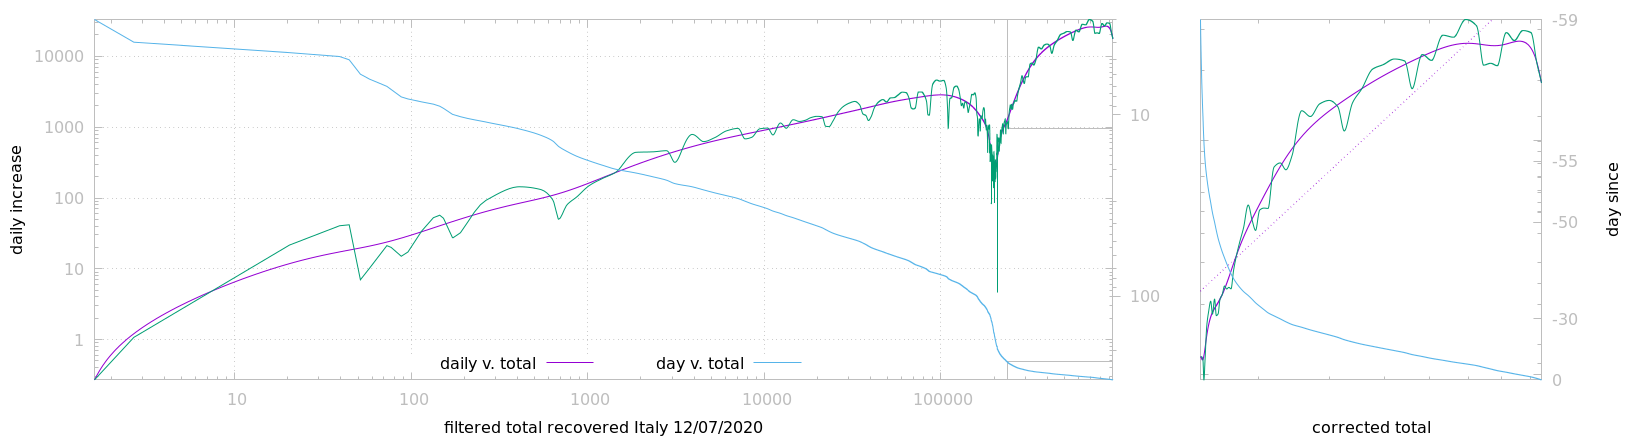 10000
1000
100
10
1
daily increase
daily v. total
day v. total
10
100
1000
10000
100000
filtered total recovered Italy 12/07/2020
10
100
-59
-55
-50
-30
0
day since
corrected total